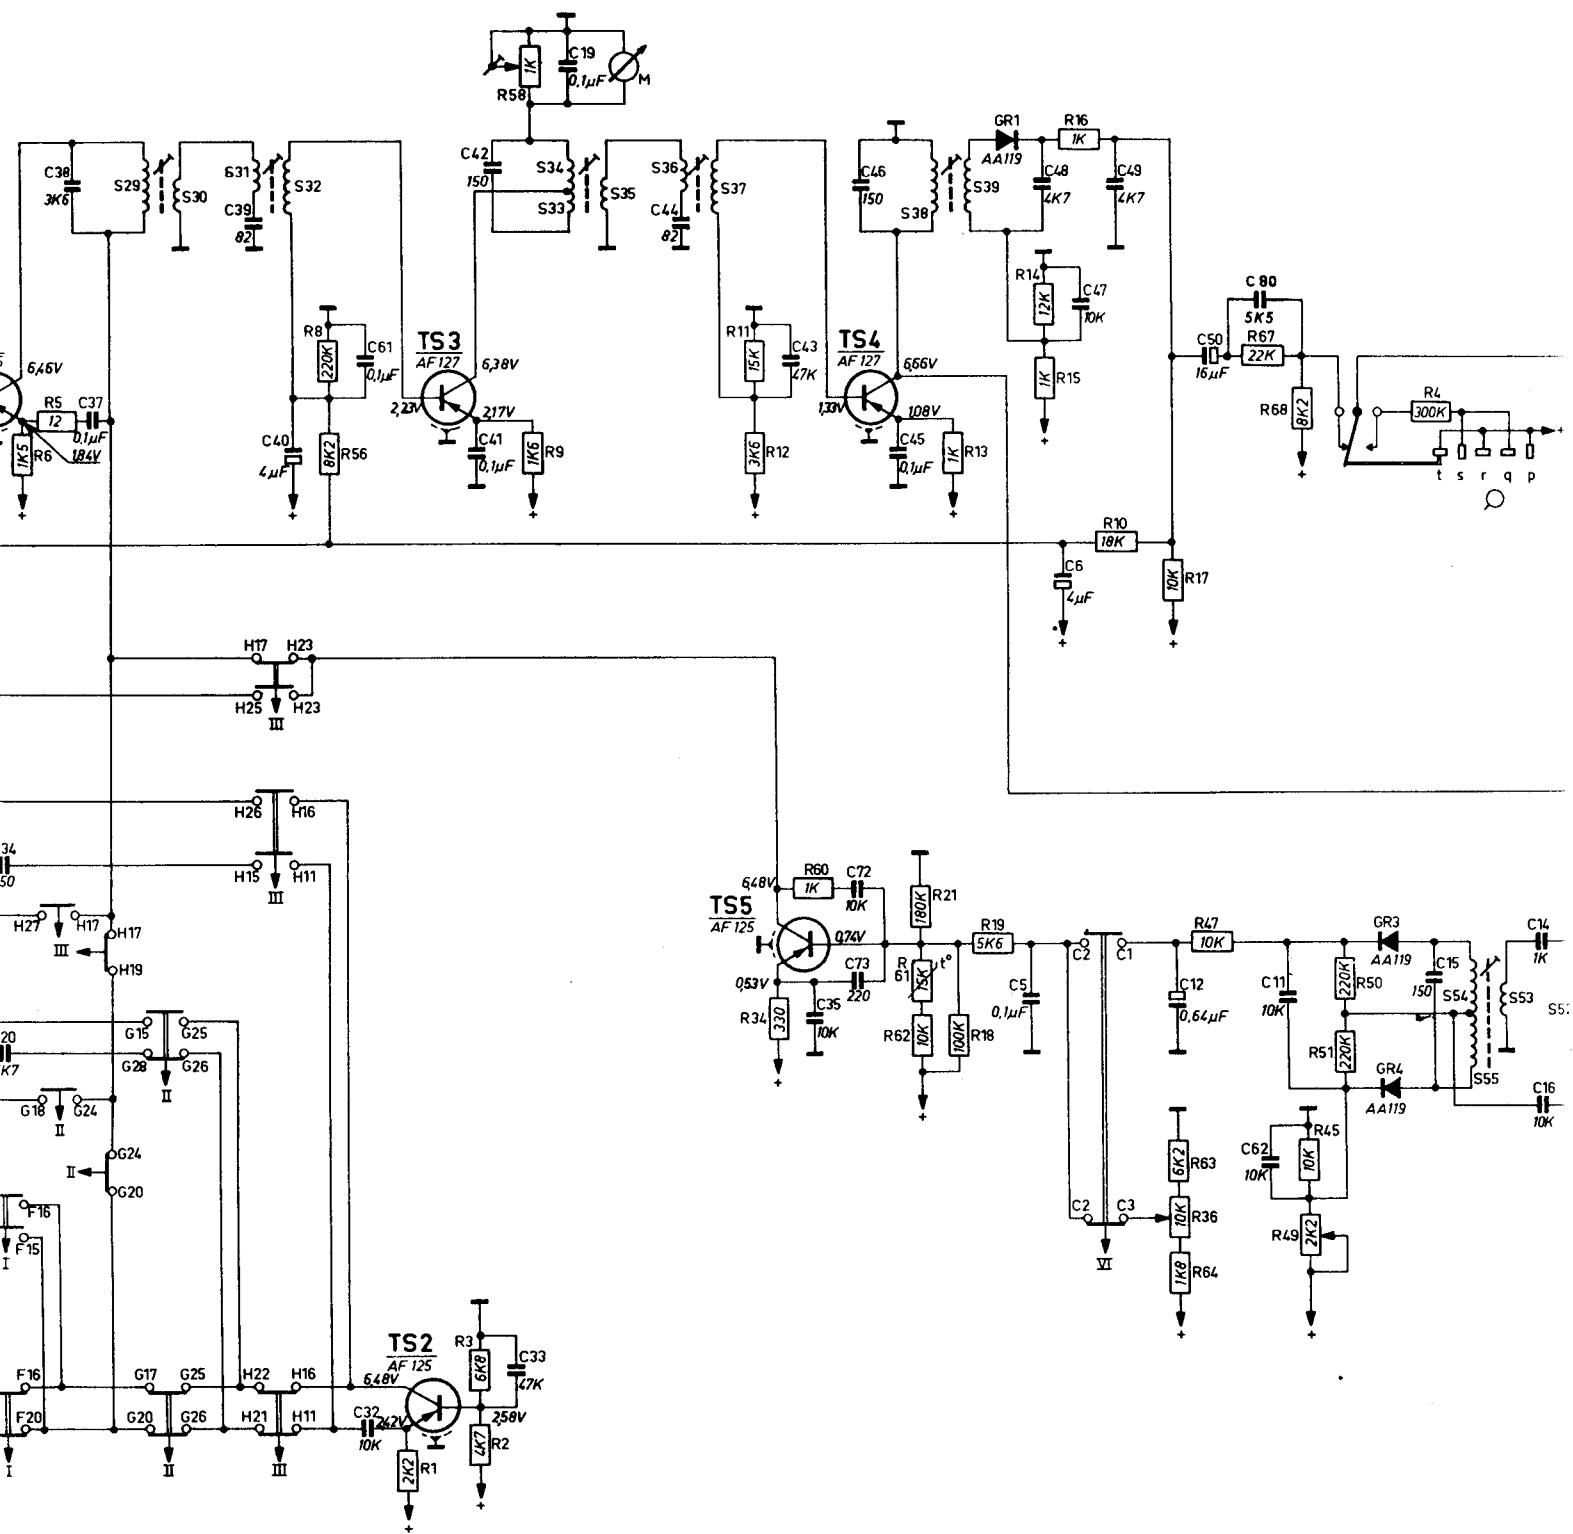 C19
0,1µF
1K
R58
M
C38
3K6
S29
S30
S31
C39
82
S32
C42
150
S34
S33
S35
S36
C44
82
S37
C46
150
S38
S39
GR1
AA119
R16
1K
C48
4K7
C49
4K7
R14
12K
C47
10K
1K
R15
+
C80
5K5
C50
16µF
R67
22K
R68
8K2
+
R4
300K
+
t s r q p
6,46V
R5
12
C37
0,1µF
1K5
R6
1,84V
+
R8
220K
C61
0,1µF
C40
4µF
+
8K2
R56
TS3
AF127
6,38V
2,23V
2,17V
C41
0,1µF
1K6
R9
+
R11
15K
C43
47K
3K6
R12
+
TS4
AF127
6,66V
1,33V
1,08V
C45
0,1µF
1K
R13
+
R10
18K
C6
4µF
+
10K
R17
+
H17 H23
H25 H23
III
H26 H16
H15 H11
III
34
50
H27 H17
III
H17
H19
G15 G25
G28 G26
II
20
K7
G18 G24
II
G24
II
G20
F16
F15
I
TS5
AF125
6,48V
R60
1K
C72
10K
0,74V
0,53V
C73
220
R34
330
C35
10K
+
180K
R21
R61
15K
t°
R62
10K
100K
R18
+
R19
5K6
C5
0,1µF
C2 C1
C2 C3
VI
R47
10K
C12
0,64µF
C11
10K
220K
R50
R51
220K
GR3
AA119
GR4
AA119
C15
150
S54
S55
S53
C14
1K
C16
10K
6K2
R63
10K
R36
1K8
R64
+
C62
10K
R45
10K
R49
2K2
+
F16
F20
I
G17 G25
G20 G26
II
H22 H16
H21 H11
III
TS2
AF125
6,48V
C32
10K
2,42V
2K2
R1
+
R3
6K8
C33
47K
2,58V
4K7
R2
+